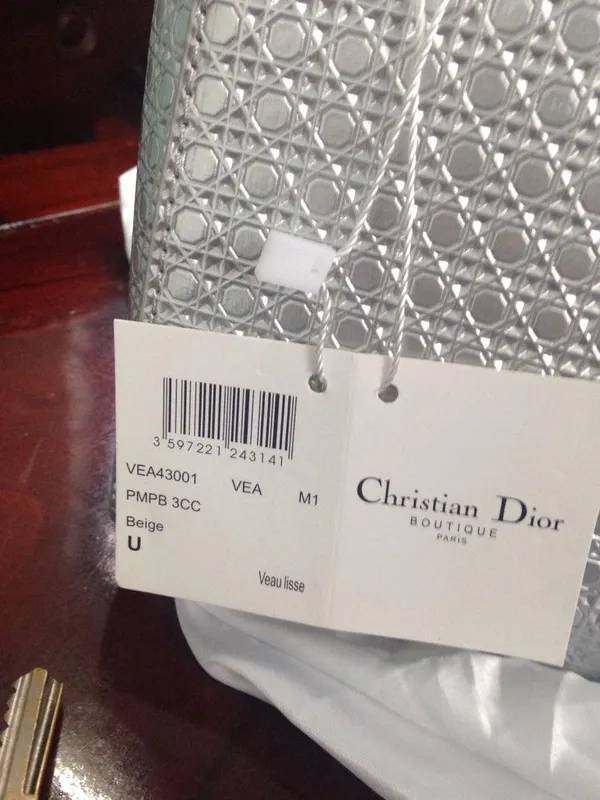 3 597221 243141
VEA43001 VEA M1
PMPB 3CC
Beige
U
Veau lisse
Christian Dior
BOUTIQUE
PARIS